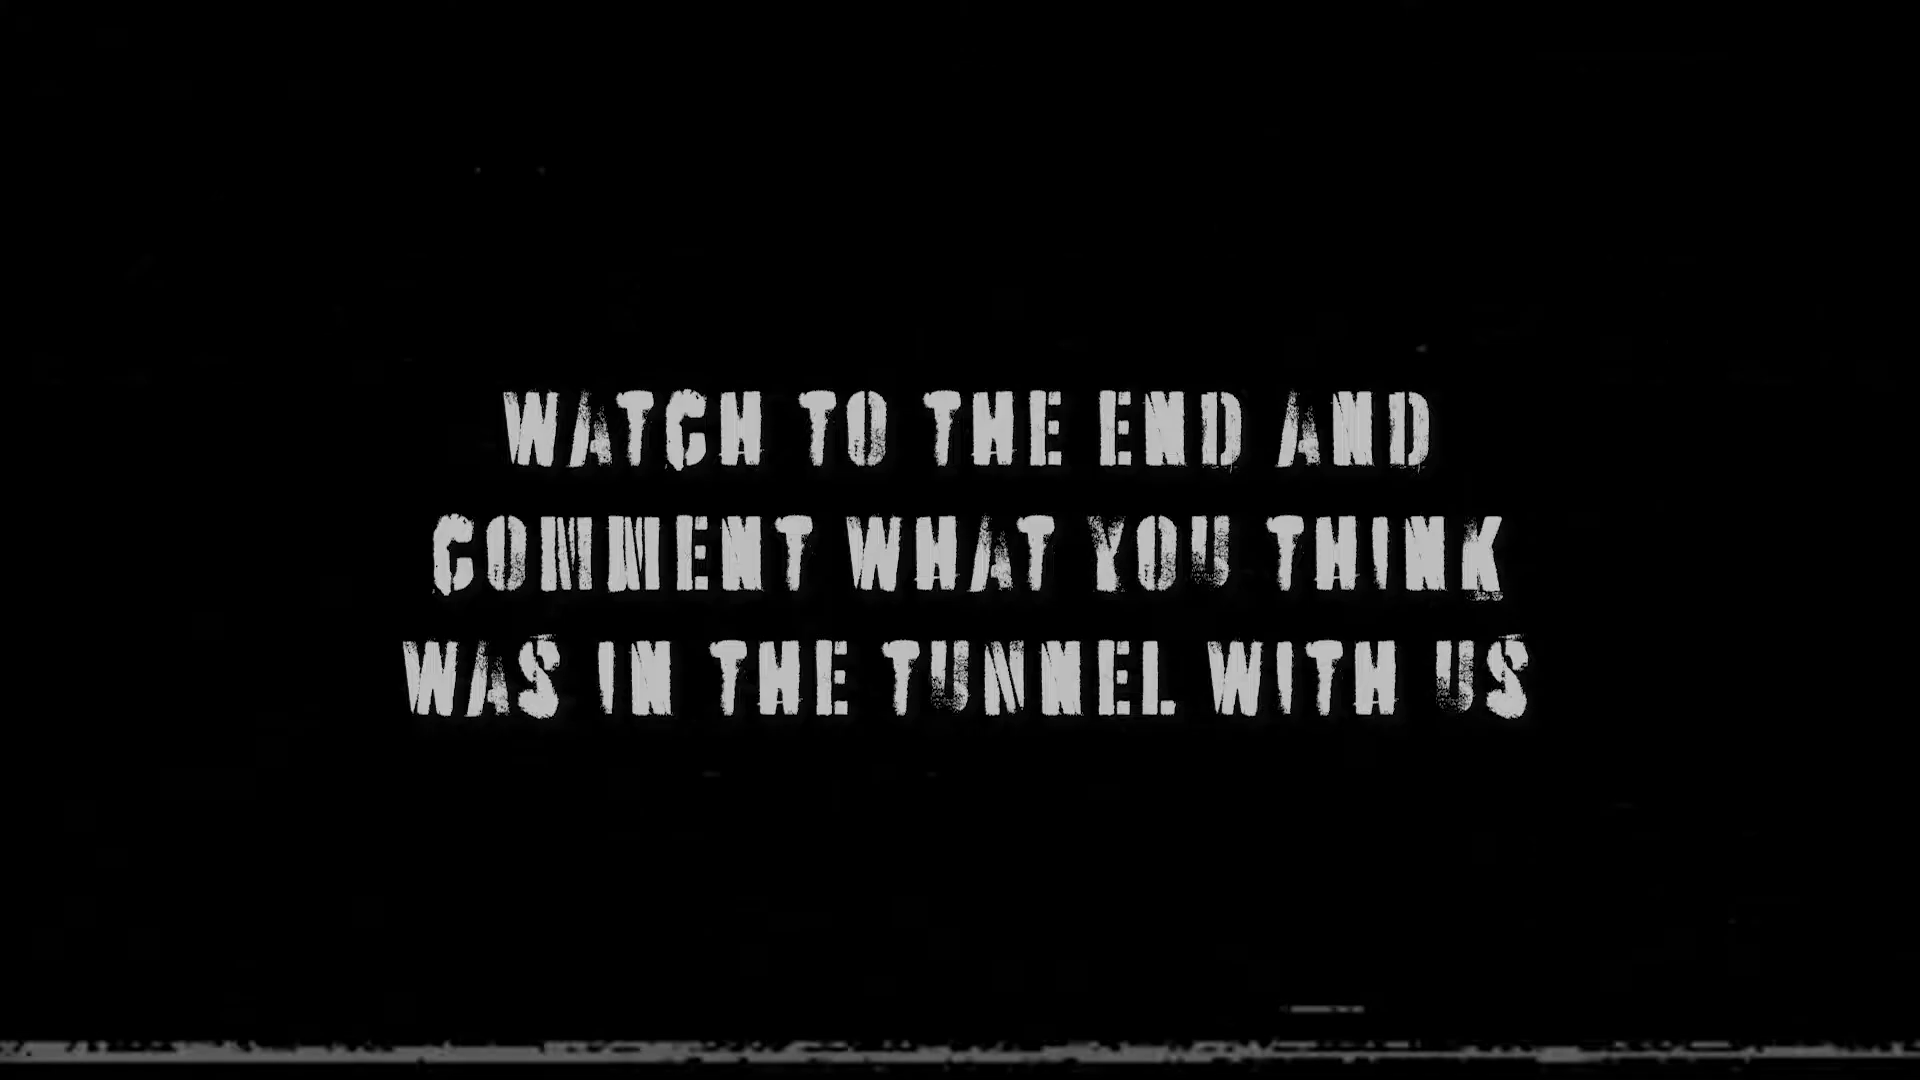 WATCH TO THE END AND
COMMENT WHAT YOU THINK
WAS IN THE TUNNEL WITH US